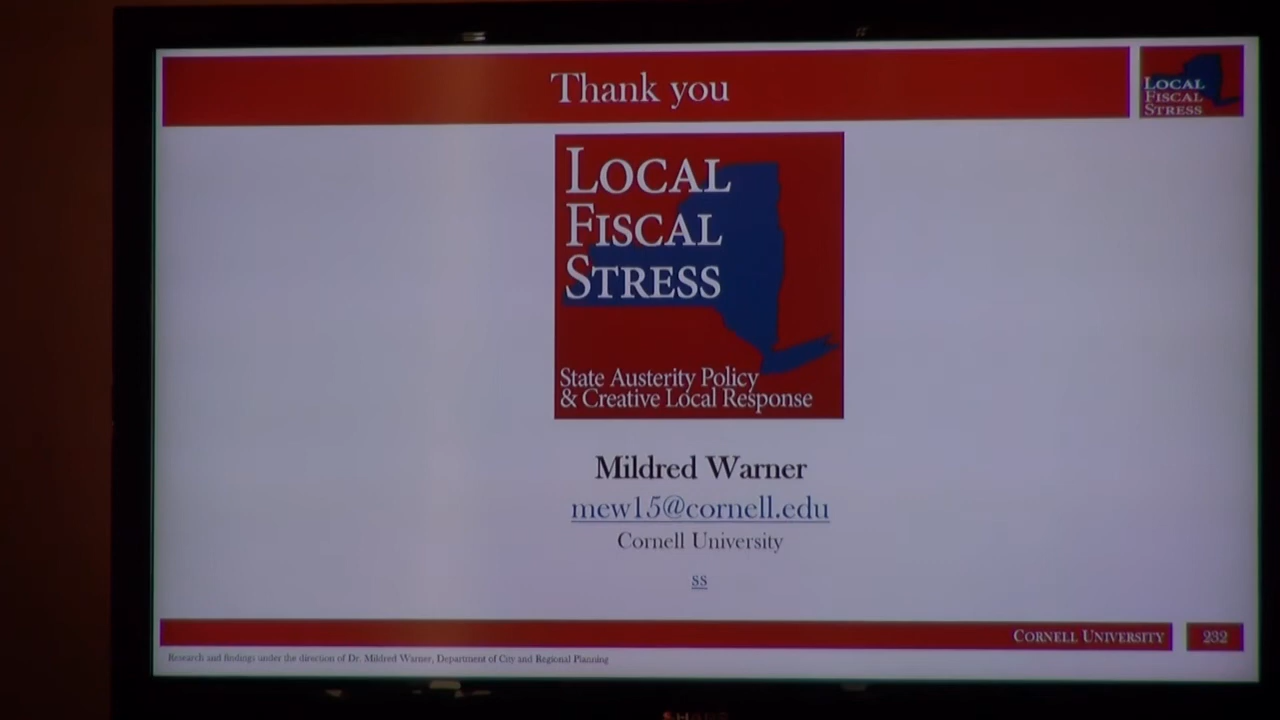 Thank you
LOCAL
FISCAL
STRESS
LOCAL
FISCAL
STRESS
State Austerity Policy
& Creative Local Response
Mildred Warner
mew15@cornell.edu
Cornell University
ss
CORNELL UNIVERSITY
232
Research and findings under the direction of Dr. Mildred Warner, Department of City and Regional Planning
SHARP